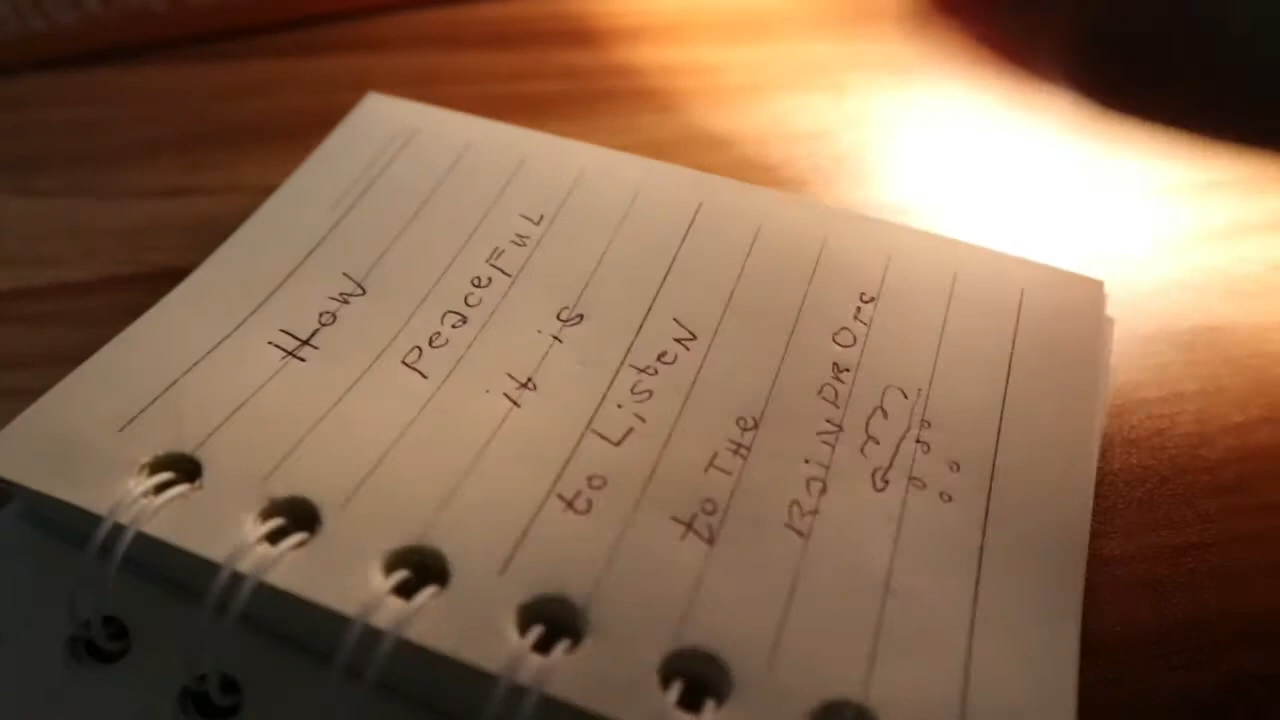 HoW
PeaceFuL
it is
to ListeN
to THe
RaiNDROPS